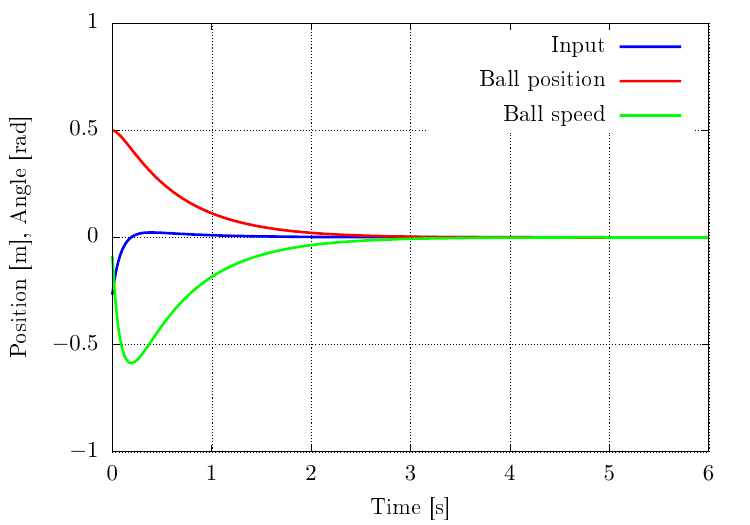 1
0.5
0
−0.5
−1
0 1 2 3 4 5 6
Position [m], Angle [rad]
Time [s]
Input
Ball position
Ball speed